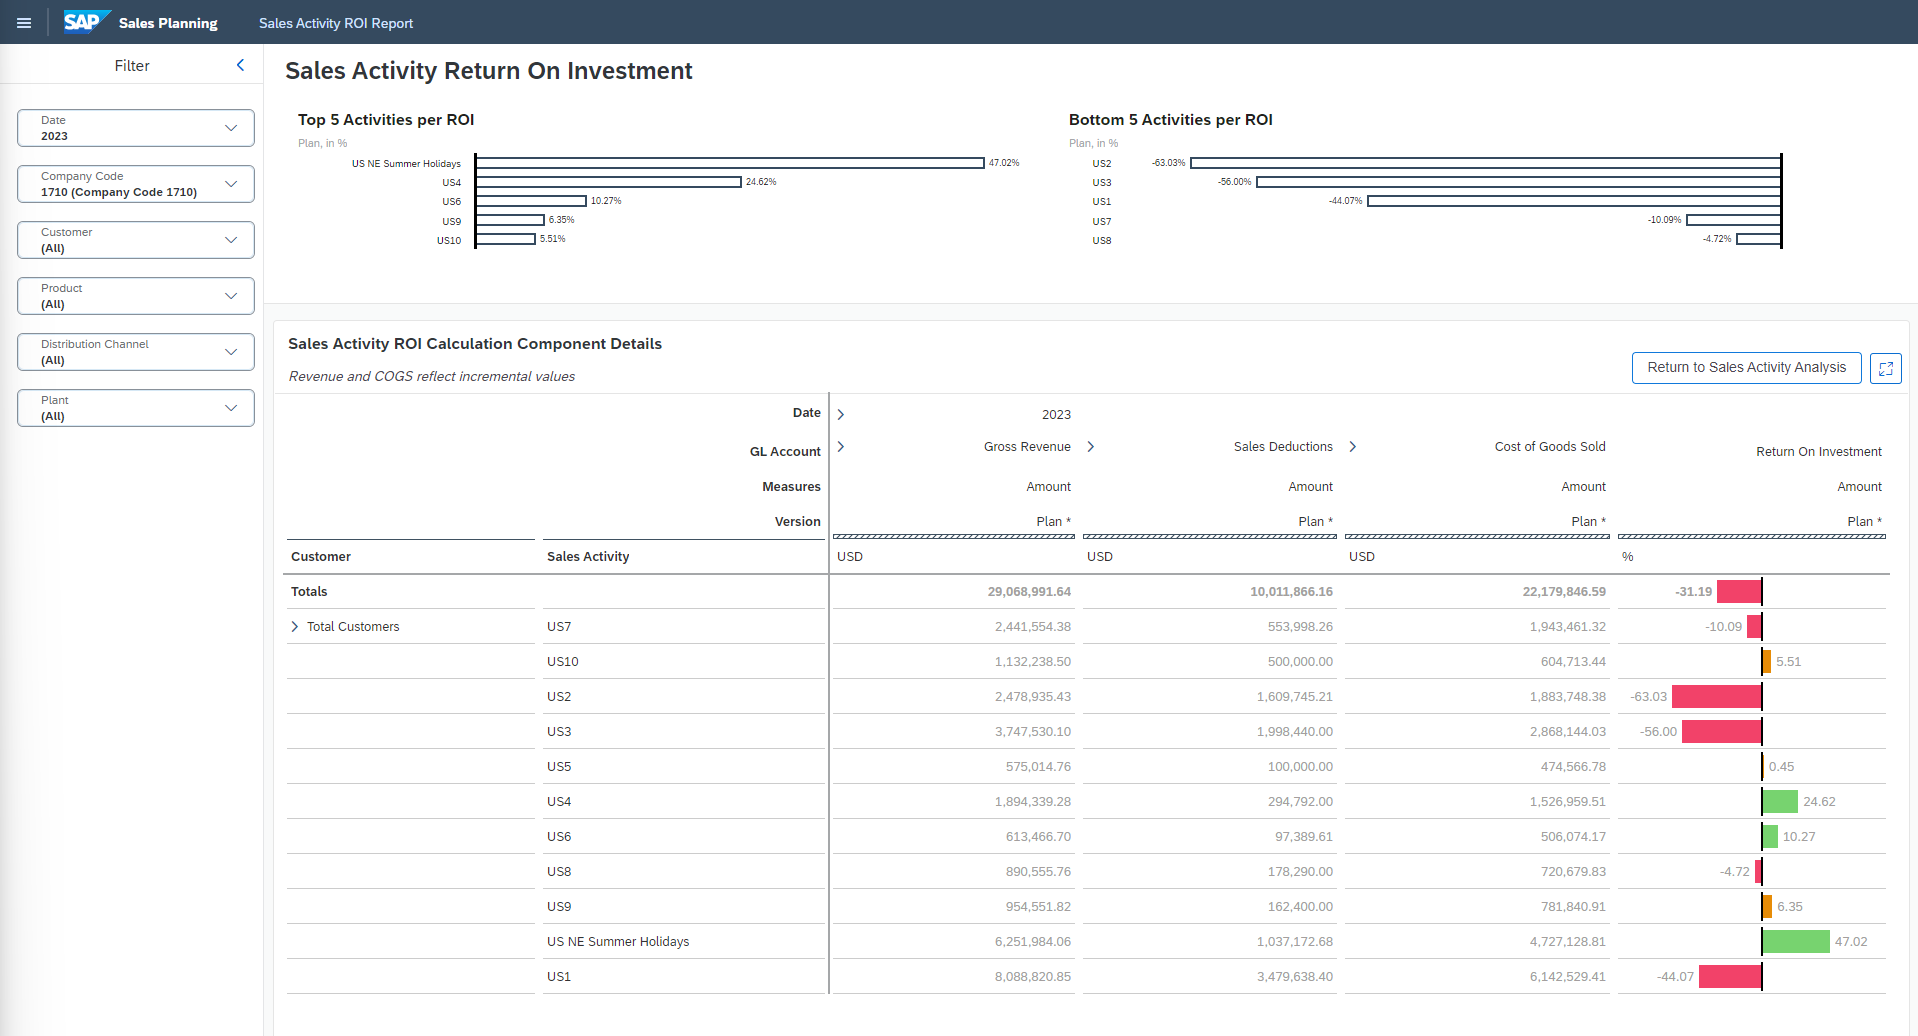 SAP Sales Planning Sales Activity ROI Report
Filter
Date
2023
Company Code
1710 (Company Code 1710)
Customer
(All)
Product
(All)
Distribution Channel
(All)
Plant
(All)
Sales Activity Return On Investment
Top 5 Activities per ROI
Plan, in %
US NE Summer Holidays 47.02%
US4 24.62%
US6 10.27%
US9 6.35%
US10 5.51%
Bottom 5 Activities per ROI
Plan, in %
US2 -63.03%
US3 -56.00%
US1 -44.07%
US7 -10.09%
US8 -4.72%
Sales Activity ROI Calculation Component Details
Revenue and COGS reflect incremental values
Return to Sales Activity Analysis
Date 2023
GL Account Gross Revenue Sales Deductions Cost of Goods Sold Return On Investment
Measures Amount Amount Amount Amount
Version Plan * Plan * Plan * Plan *
Customer Sales Activity USD USD USD %
Totals 29,068,991.64 10,011,866.16 22,179,846.59 -31.19
Total Customers US7 2,441,554.38 553,998.26 1,943,461.32 -10.09
US10 1,132,238.50 500,000.00 604,713.44 5.51
US2 2,478,935.43 1,609,745.21 1,883,748.38 -63.03
US3 3,747,530.10 1,998,440.00 2,868,144.03 -56.00
US5 575,014.76 100,000.00 474,566.78 0.45
US4 1,894,339.28 294,792.00 1,526,959.51 24.62
US6 613,466.70 97,389.61 506,074.17 10.27
US8 890,555.76 178,290.00 720,679.83 -4.72
US9 954,551.82 162,400.00 781,840.91 6.35
US NE Summer Holidays 6,251,984.06 1,037,172.68 4,727,128.81 47.02
US1 8,088,820.85 3,479,638.40 6,142,529.41 -44.07